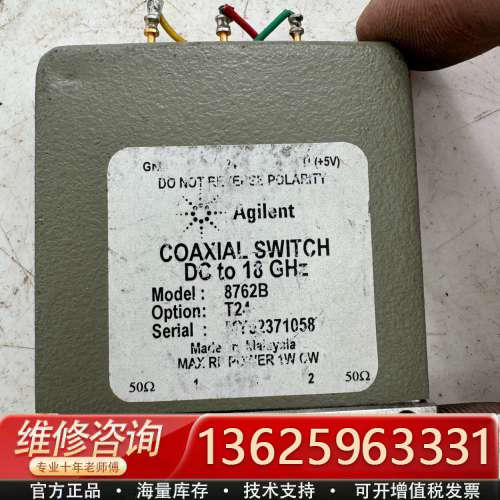 DO NOT REVERSE POLARITY
Agilent
COAXIAL SWITCH
DC to 18 GHz
Model : 8762B
Option: T24
Serial : MY52371058
Made in Malaysia
MAX RF POWER 1W CW
50Ω 1 2 50Ω
维修咨询
专业十年老师傅
13625963331
官方正品 · 海量库存 · 技术支持 · 可开增值税发票